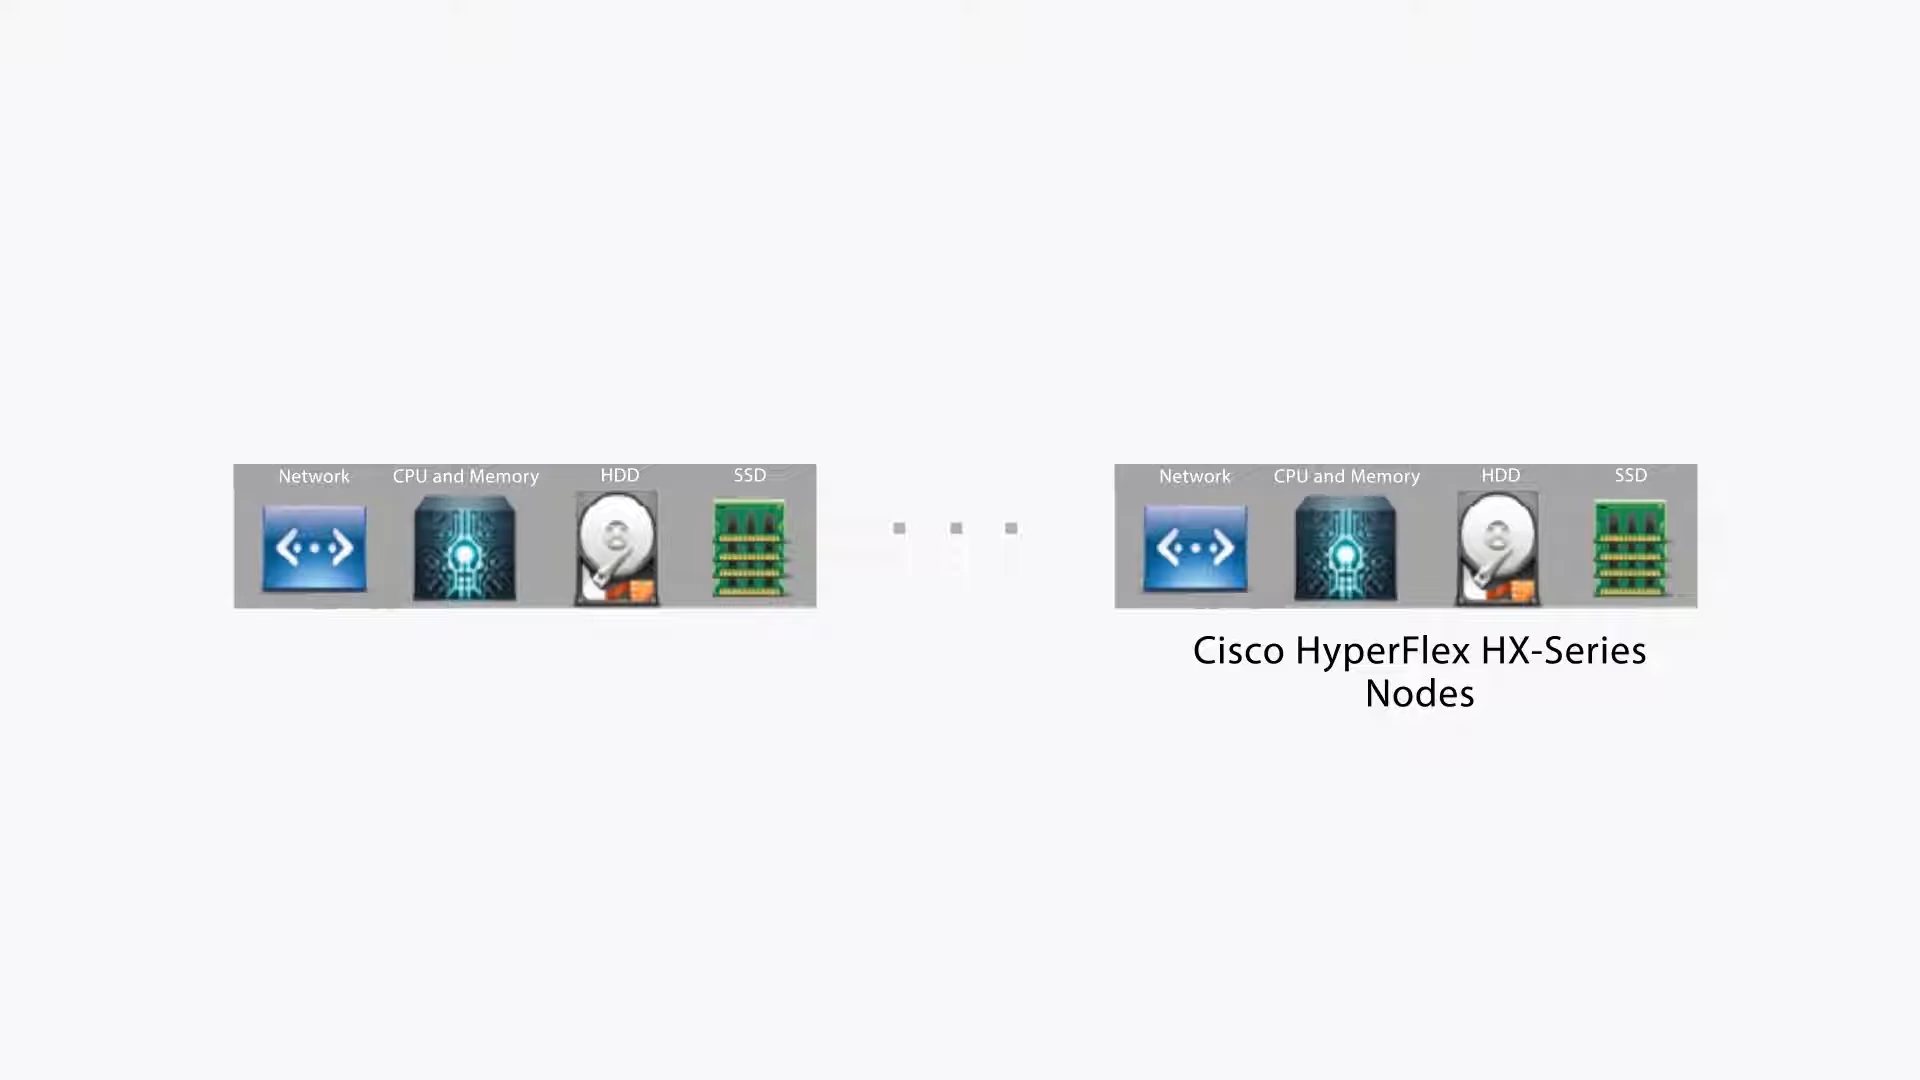 Network CPU and Memory HDD SSD
Network CPU and Memory HDD SSD
Cisco HyperFlex HX-Series
Nodes